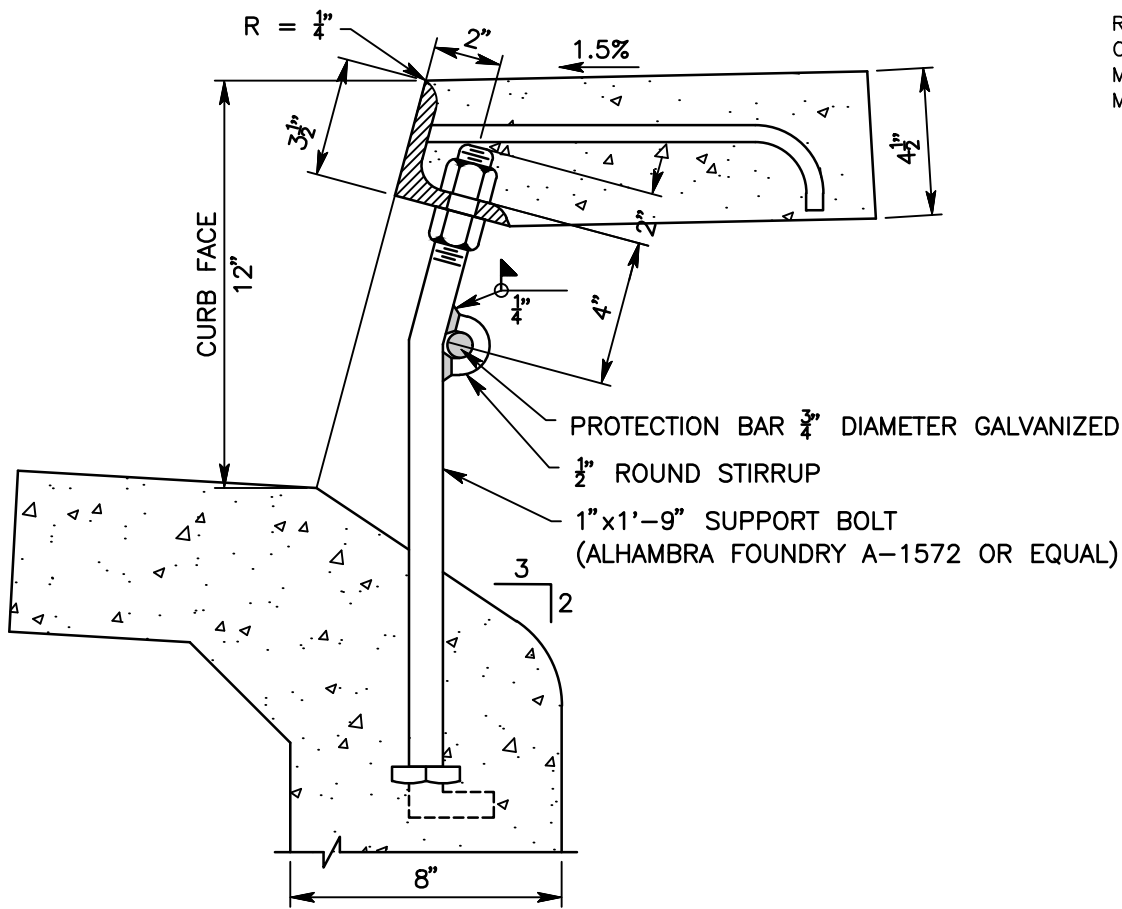 R = 1/4"
2"
1.5%
3 1/2"
4 1/2"
CURB FACE
12"
2"
1/4"
4"
PROTECTION BAR 3/4" DIAMETER GALVANIZED
1/2" ROUND STIRRUP
1"x1'-9" SUPPORT BOLT
(ALHAMBRA FOUNDRY A-1572 OR EQUAL)
3
2
8"